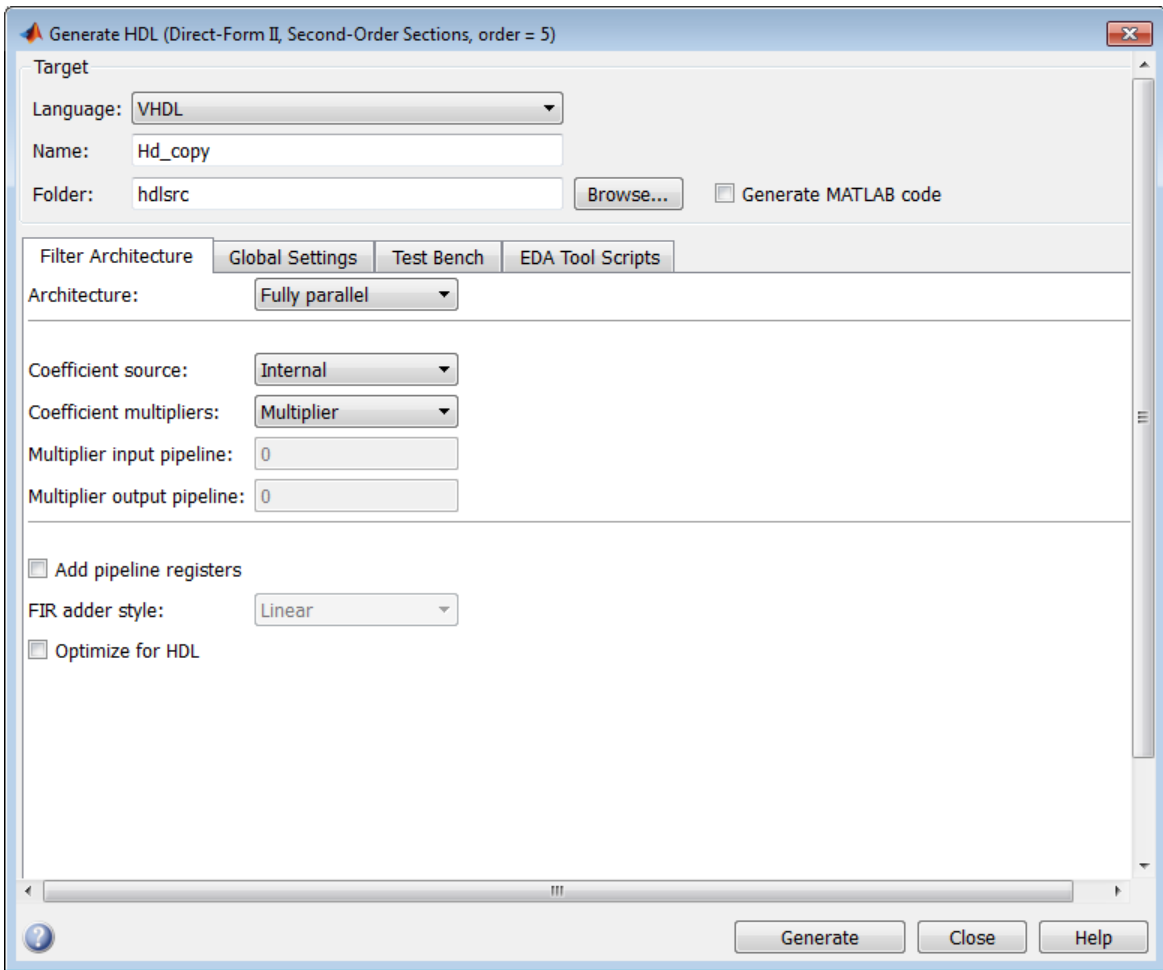 Generate HDL (Direct-Form II, Second-Order Sections, order = 5)
Target
Language: VHDL
Name: Hd_copy
Folder: hdlsrc Browse... Generate MATLAB code
Filter Architecture Global Settings Test Bench EDA Tool Scripts
Architecture: Fully parallel
Coefficient source: Internal
Coefficient multipliers: Multiplier
Multiplier input pipeline: 0
Multiplier output pipeline: 0
Add pipeline registers
FIR adder style: Linear
Optimize for HDL
? Generate Close Help